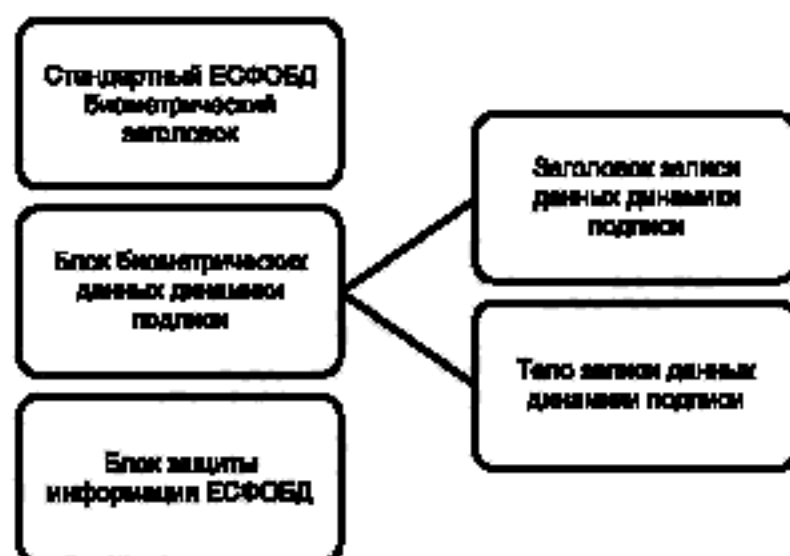 Стандартный ЕСФОБД
Биометрический
заголовок
Блок биометрических
данных динамики
подписи
Блок защиты
информация ЕСФОБД
Заголовок записи
данных динамики
подписи
Тело записи данных
динамики подписи